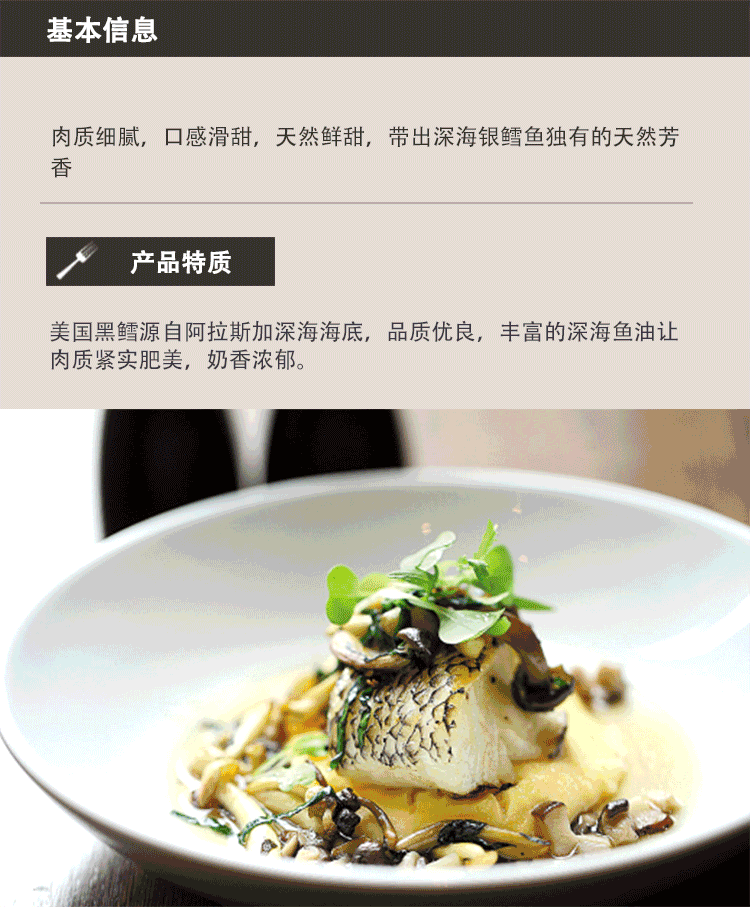 基本信息
肉质细腻，口感滑甜，天然鲜甜，带出深海银鳕鱼独有的天然芳
香
产品特质
美国黑鳕源自阿拉斯加深海海底，品质优良，丰富的深海鱼油让
肉质紧实肥美，奶香浓郁。